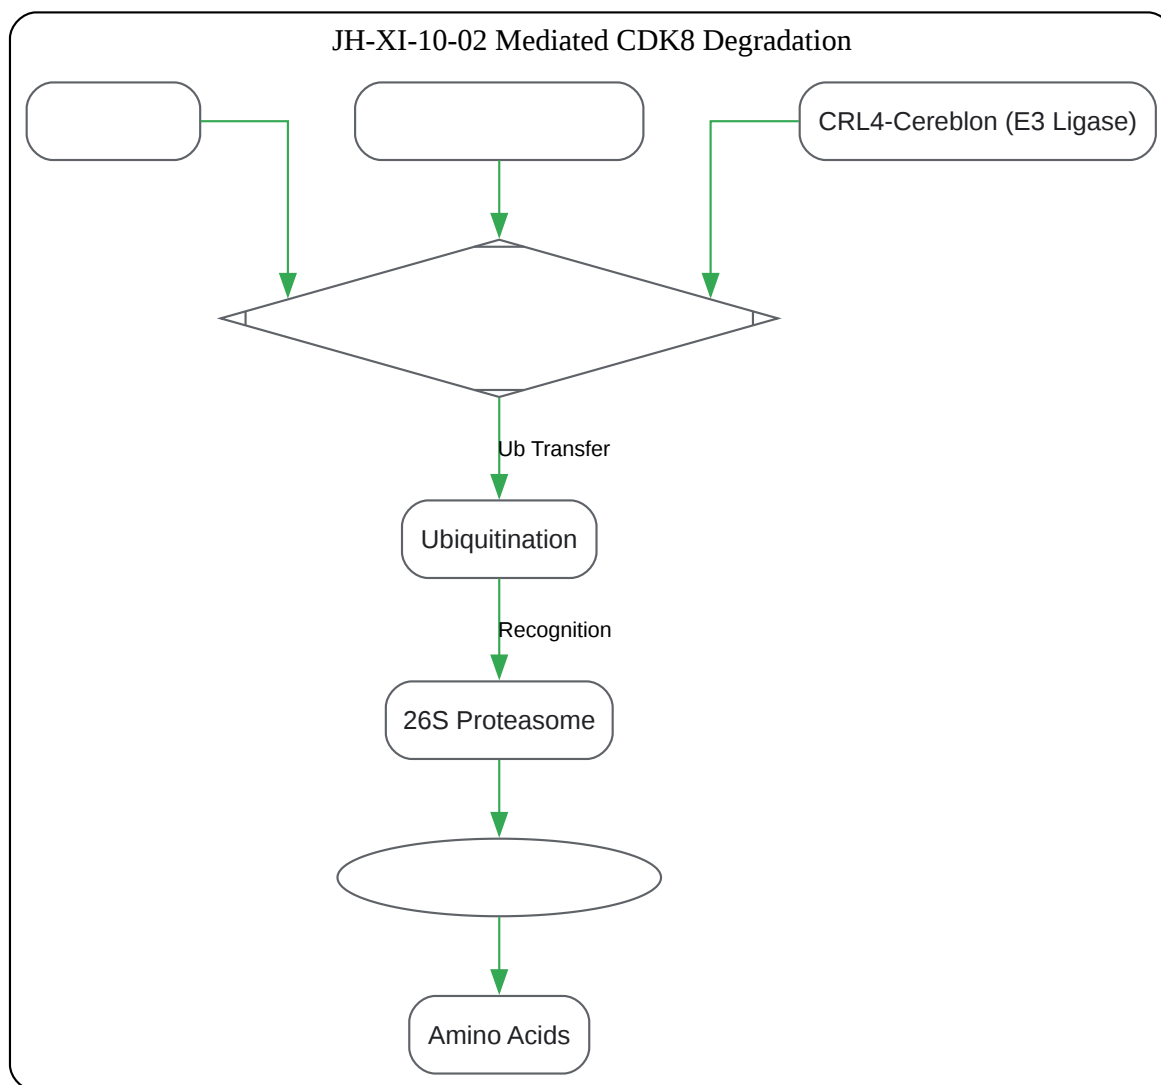 JH-XI-10-02 Mediated CDK8 Degradation
CRL4-Cereblon (E3 Ligase)
Ub Transfer
Ubiquitination
Recognition
26S Proteasome
Amino Acids